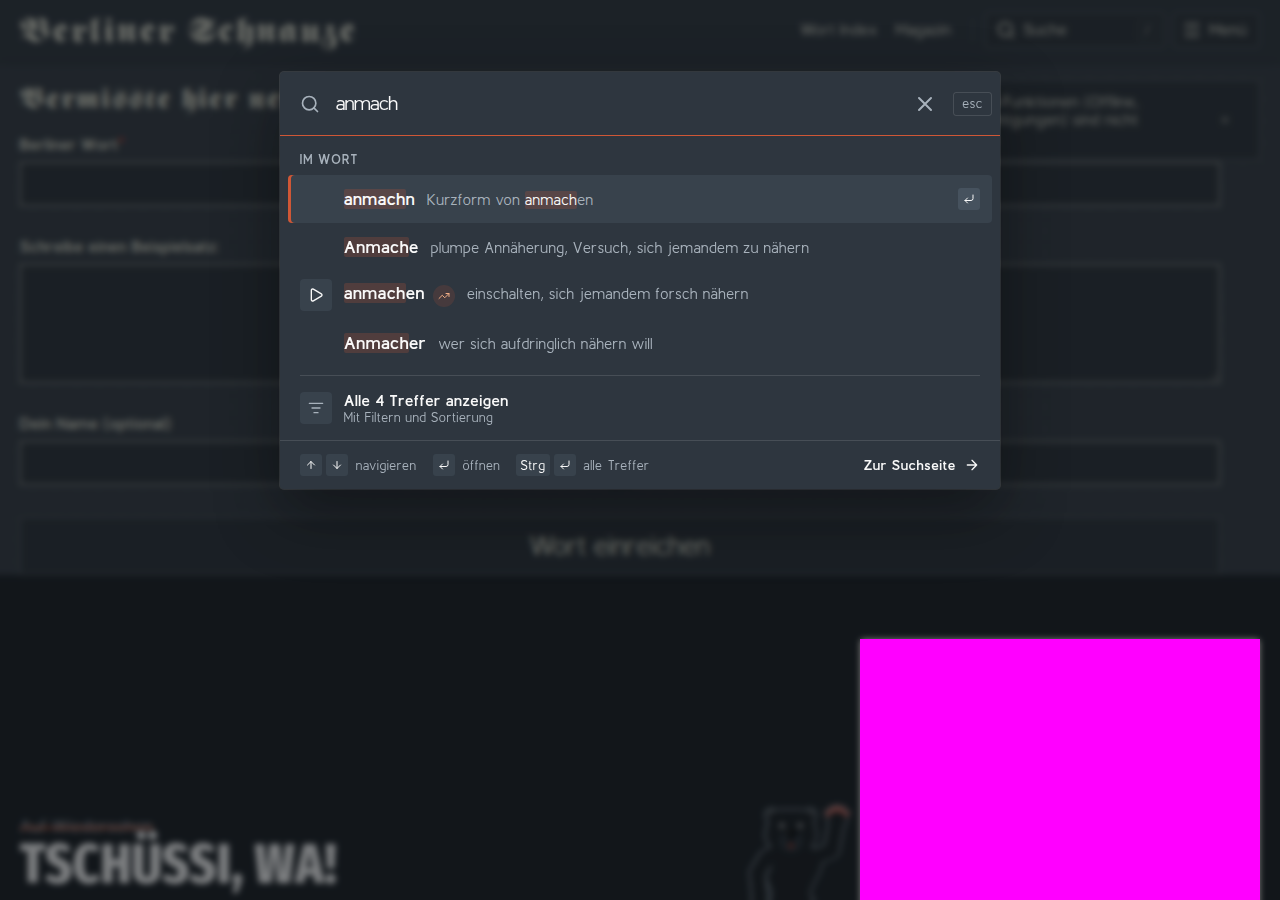 Berliner Schnauze
Wort Index Magazin Suche / Menü
anmach esc
Berliner Wort*
IM WORT
anmachn Kurzform von anmachen
Anmache plumpe Annäherung, Versuch, sich jemandem zu nähern
Schreibe einen Beispielsatz
anmachen einschalten, sich jemandem forsch nähern
Anmacher wer sich aufdringlich nähern will
Alle 4 Treffer anzeigen
Mit Filtern und Sortierung
Dein Name (optional)
navigieren öffnen Strg alle Treffer Zur Suchseite
Wort einreichen
Auf Wiedersehen
TSCHÜSSI, WA!